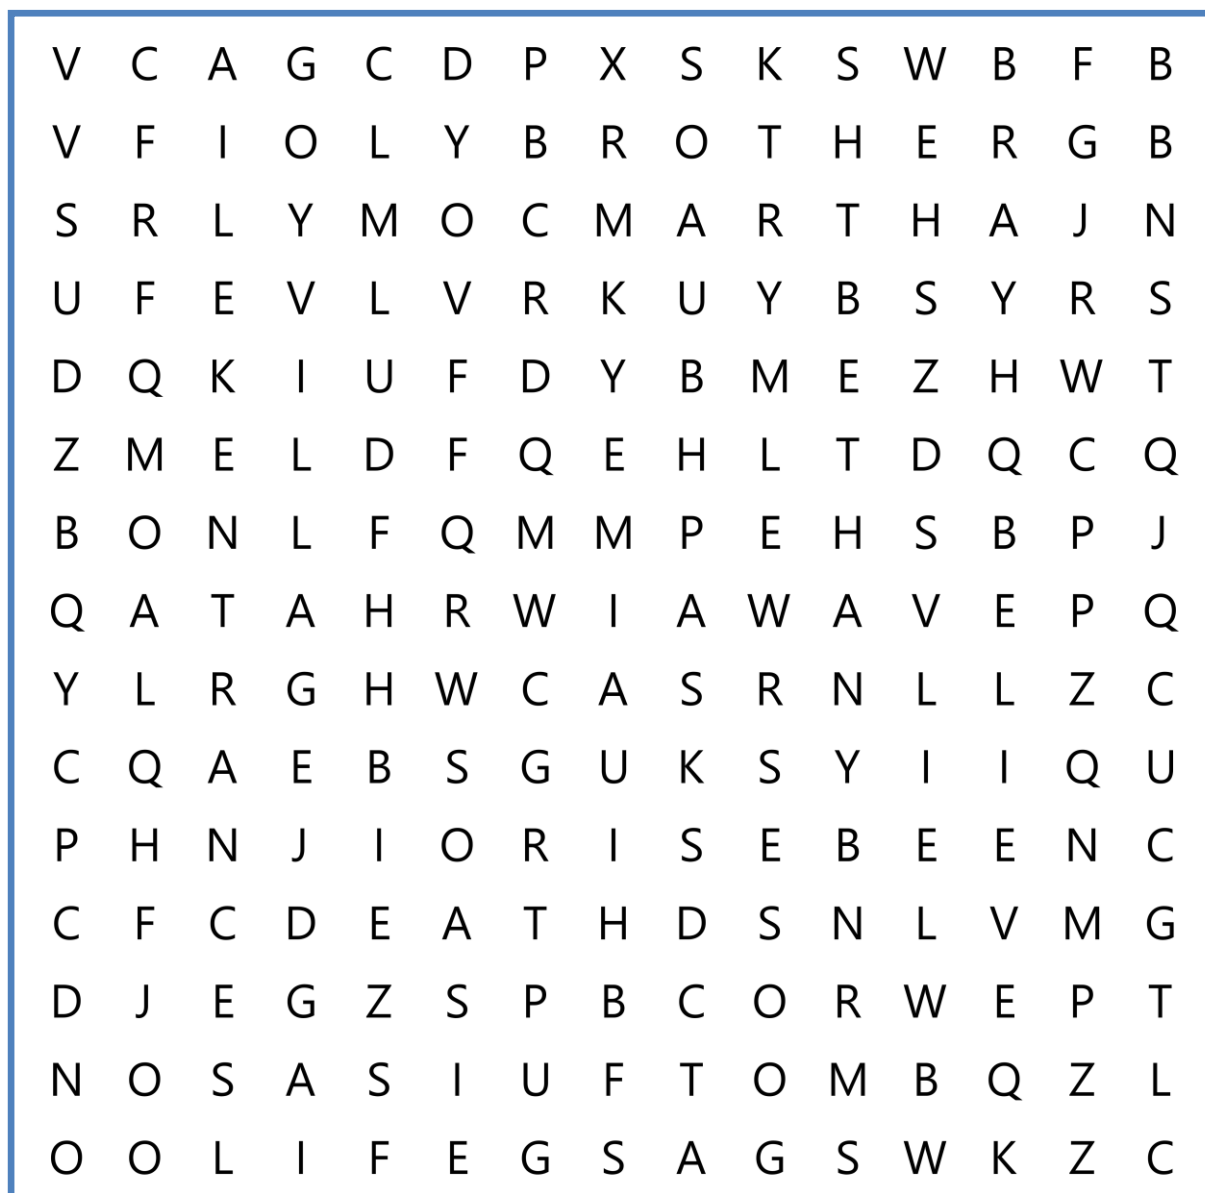 V C A G C D P X S K S W B F B
V F I O L Y B R O T H E R G B
S R L Y M O C M A R T H A J N
U F E V L V R K U Y B S Y R S
D Q K I U F D Y B M E Z H W T
Z M E L D F Q E H L T D Q C Q
B O N L F Q M M P E H S B P J
Q A T A H R W I A W A V E P Q
Y L R G H W C A S R N L L Z C
C Q A E B S G U K S Y I I Q U
P H N J I O R I S E B E E N C
C F C D E A T H D S N L V M G
D J E G Z S P B C O R W E P T
N O S A S I U F T O M B Q Z L
O O L I F E G S A G S W K Z C